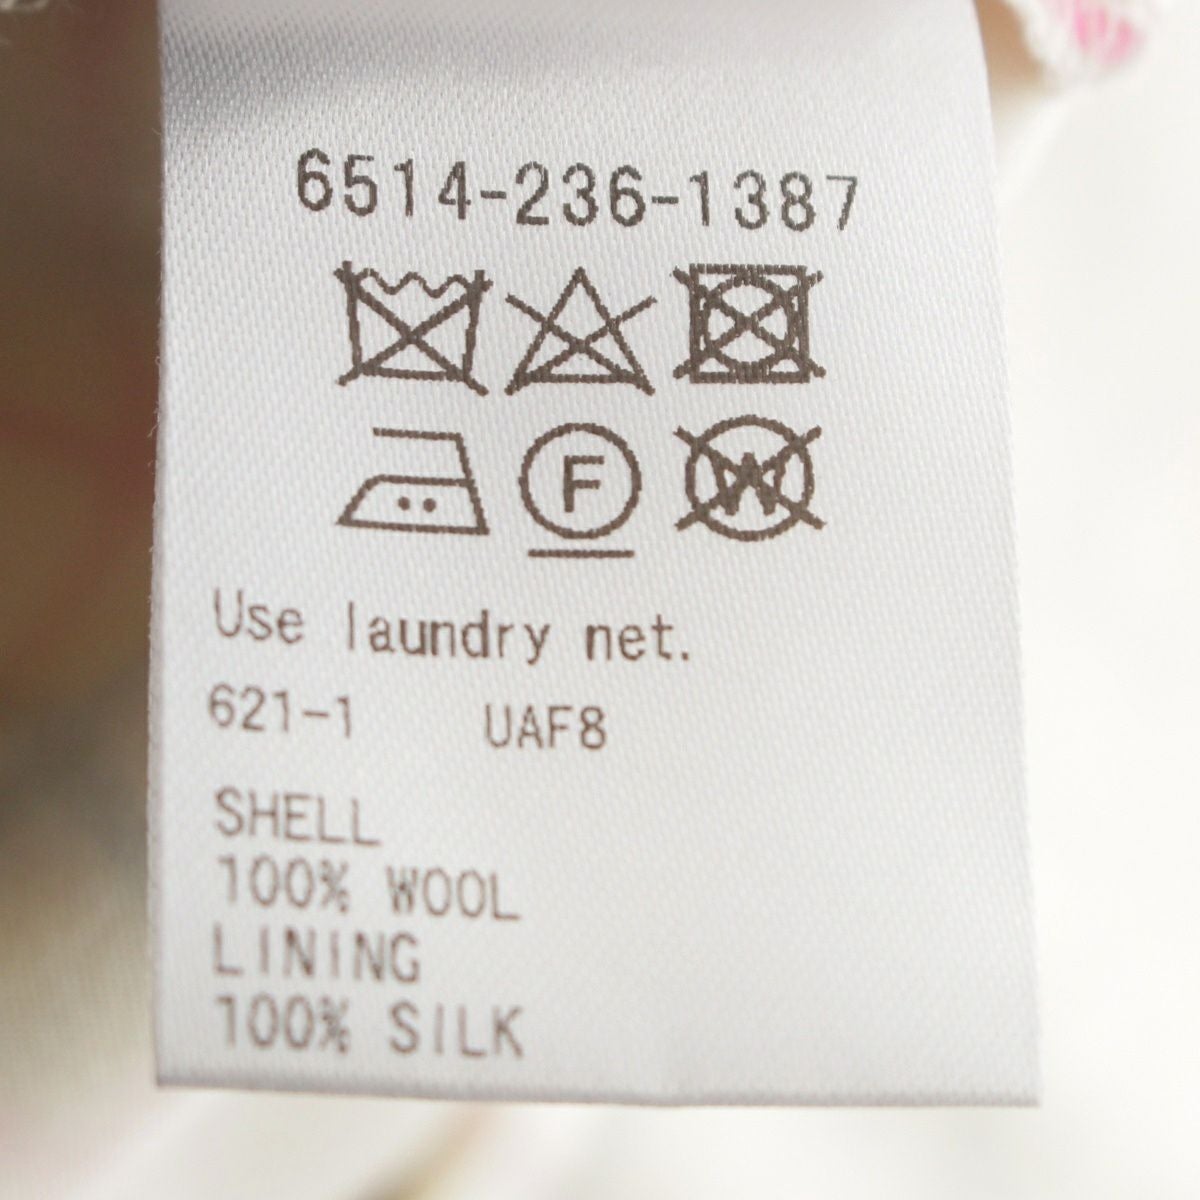 6514-236-1387
F W
Use laundry net.
621-1 UAF8
SHELL
100% WOOL
LINING
100% SILK